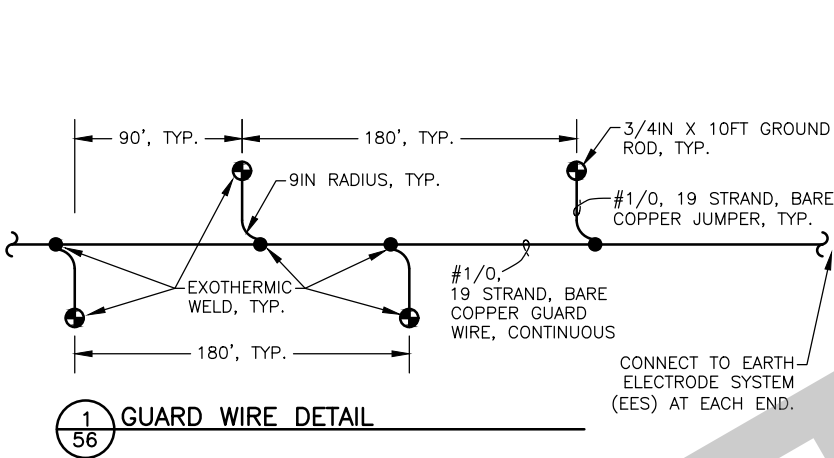 90', TYP.
180', TYP.
3/4IN X 10FT GROUND
ROD, TYP.
9IN RADIUS, TYP.
#1/0, 19 STRAND, BARE
COPPER JUMPER, TYP.
EXOTHERMIC
WELD, TYP.
#1/0,
19 STRAND, BARE
COPPER GUARD
WIRE, CONTINUOUS
180', TYP.
CONNECT TO EARTH
ELECTRODE SYSTEM
(EES) AT EACH END.
1
56
GUARD WIRE DETAIL